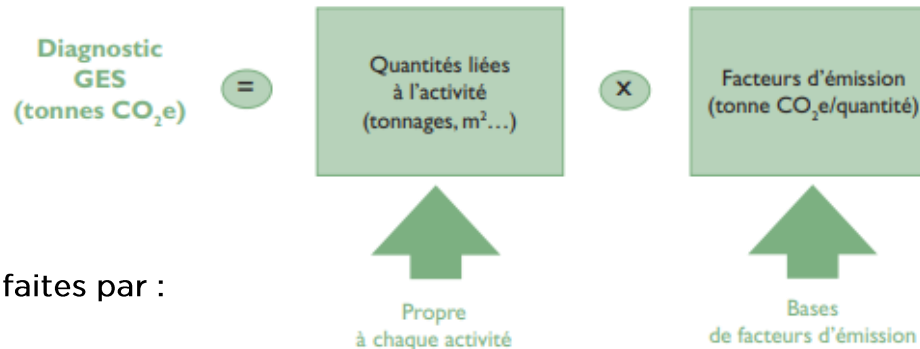 Diagnostic
GES
(tonnes CO₂e)
=
Quantités liées
à l'activité
(tonnages, m²...)
x
Facteurs d'émission
(tonne CO₂e/quantité)
faites par :
Propre
à chaque activité
Bases
de facteurs d'émission